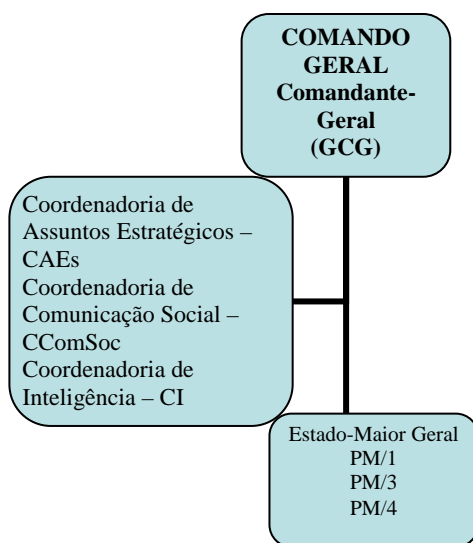 COMANDO
GERAL
Comandante-
Geral
(GCG)
Coordenadoria de
Assuntos Estratégicos –
CAEs
Coordenadoria de
Comunicação Social –
CComSoc
Coordenadoria de
Inteligência – CI
Estado-Maior Geral
PM/1
PM/3
PM/4